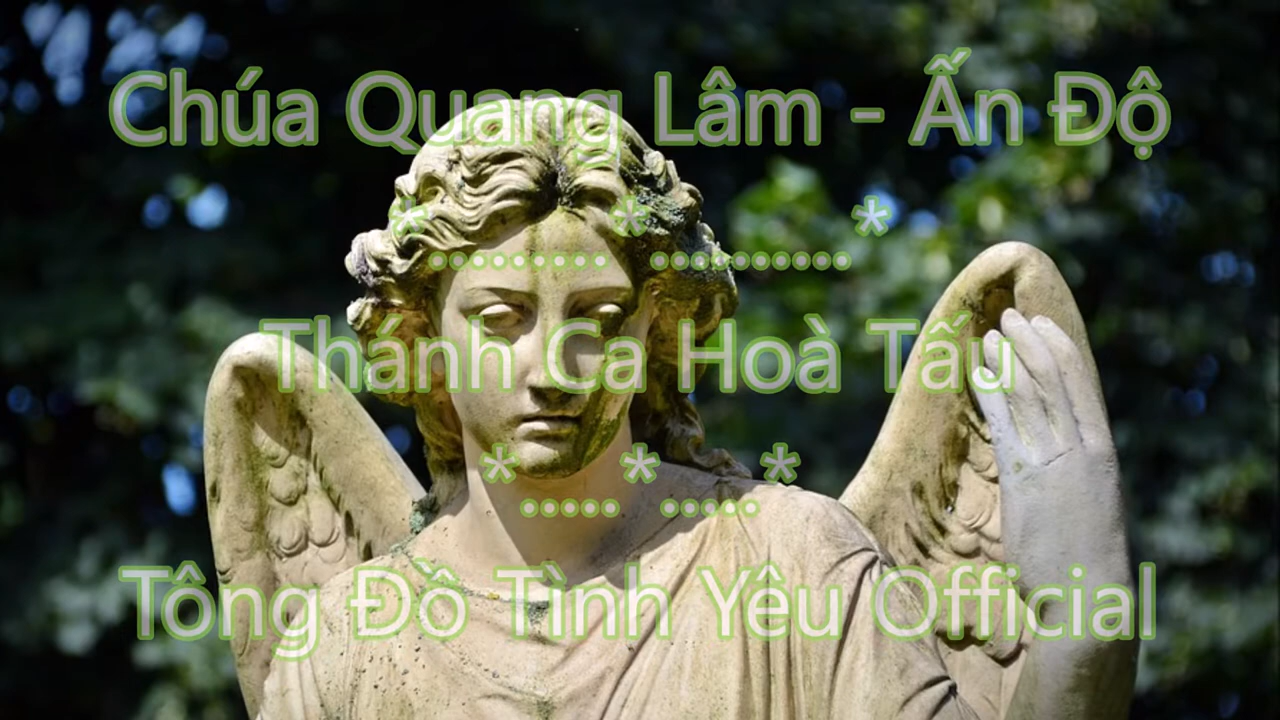 Chúa Quang Lâm - Ấn Độ
*.........*..........*
Thánh Ca Hoà Tấu
*.....*.....*
Tông Đồ Tình Yêu Official